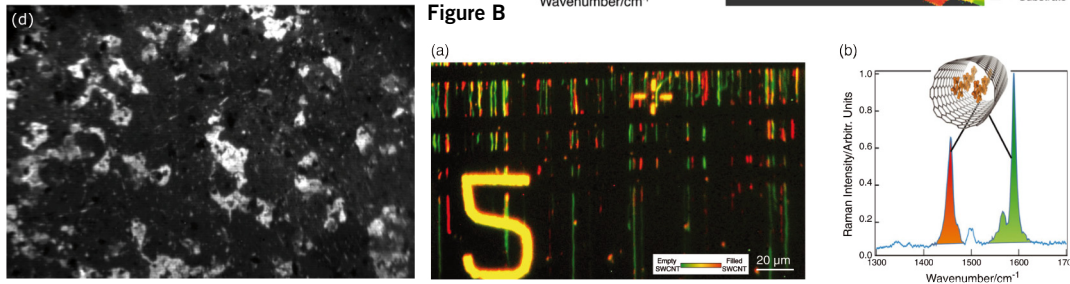 Wavenumber/cm⁻¹
Figure B
(d)
(a)
5
Empty
SWCNT
Filled
SWCNT
20 µm
(b)
Raman Intensity/Arbitr. Units
1.0
0.8
0.6
0.4
0.2
0.0
1300 1400 1500 1600
Wavenumber/cm⁻¹